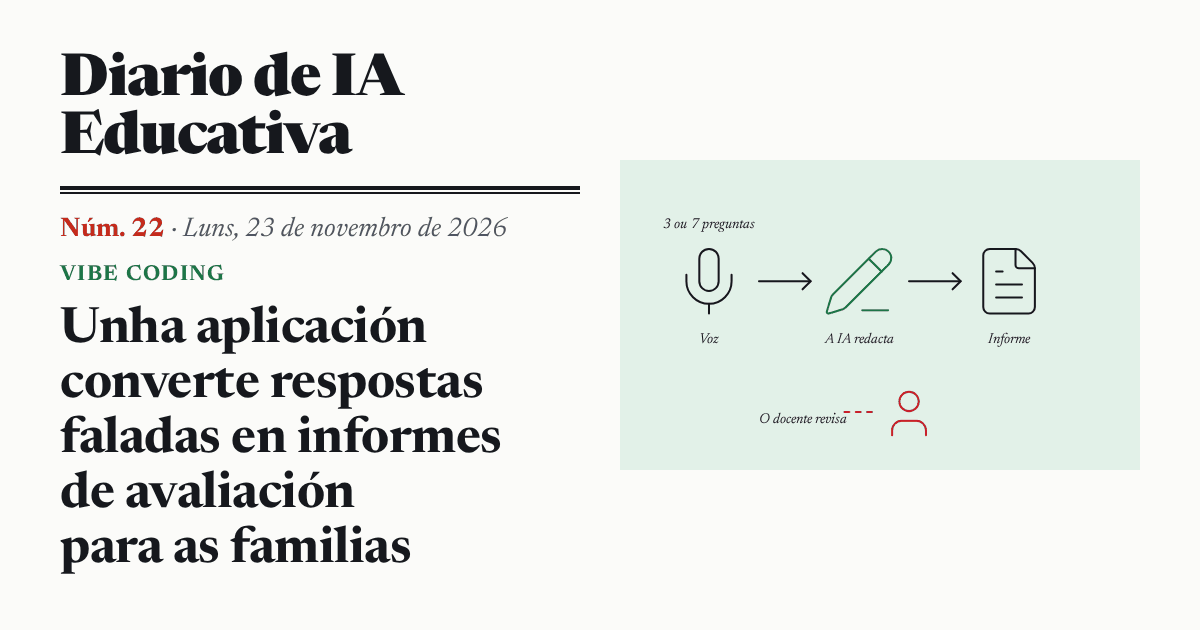 Diario de IA
Educativa
Núm. 22 · Luns, 23 de novembro de 2026
VIBE CODING
Unha aplicación
converte respostas
faladas en informes
de avaliación
para as familias
3 ou 7 preguntas
Voz
A IA redacta
Informe
O docente revisa